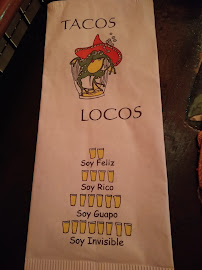 TACOS
LOCOS
Soy Feliz
Soy Rico
Soy Guapo
Soy Invisible